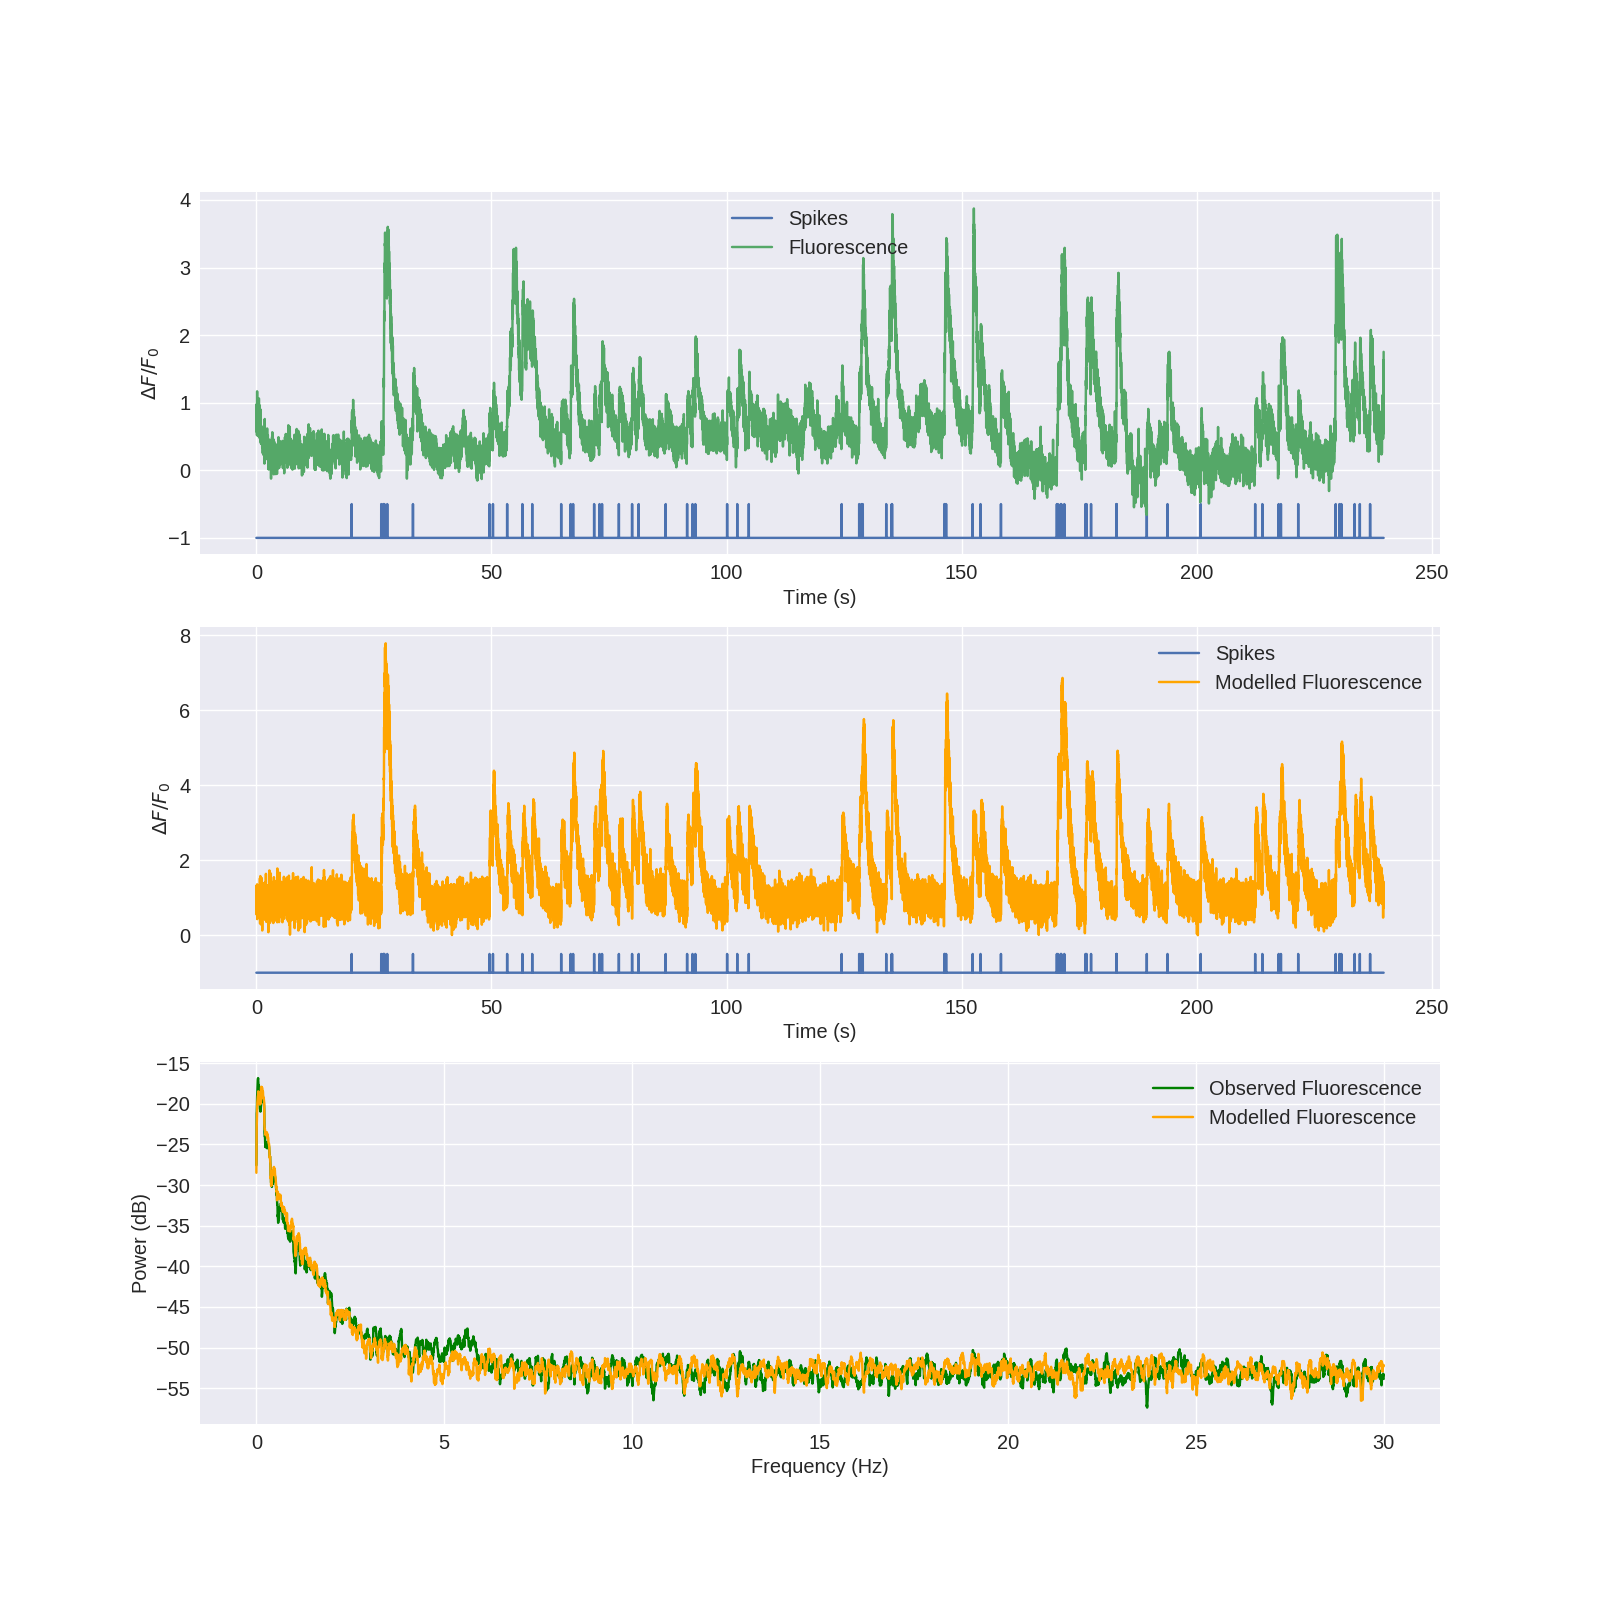 4
3
2
1
0
−1
ΔF/F0
Spikes
Fluorescence
0 50 100 150 200 250
Time (s)
8
6
4
2
0
ΔF/F0
Spikes
Modelled Fluorescence
0 50 100 150 200 250
Time (s)
−15
−20
−25
−30
−35
−40
−45
−50
−55
Power (dB)
Observed Fluorescence
Modelled Fluorescence
0 5 10 15 20 25 30
Frequency (Hz)